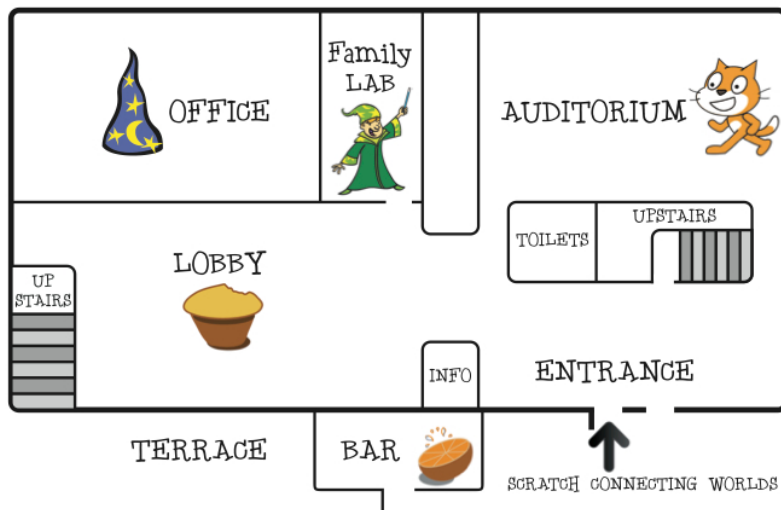 Family
LAB
OFFICE
AUDITORIUM
UPSTAIRS
TOILETS
LOBBY
UP
STAIRS
INFO
ENTRANCE
TERRACE
BAR
SCRATCH CONNECTING WORLDS